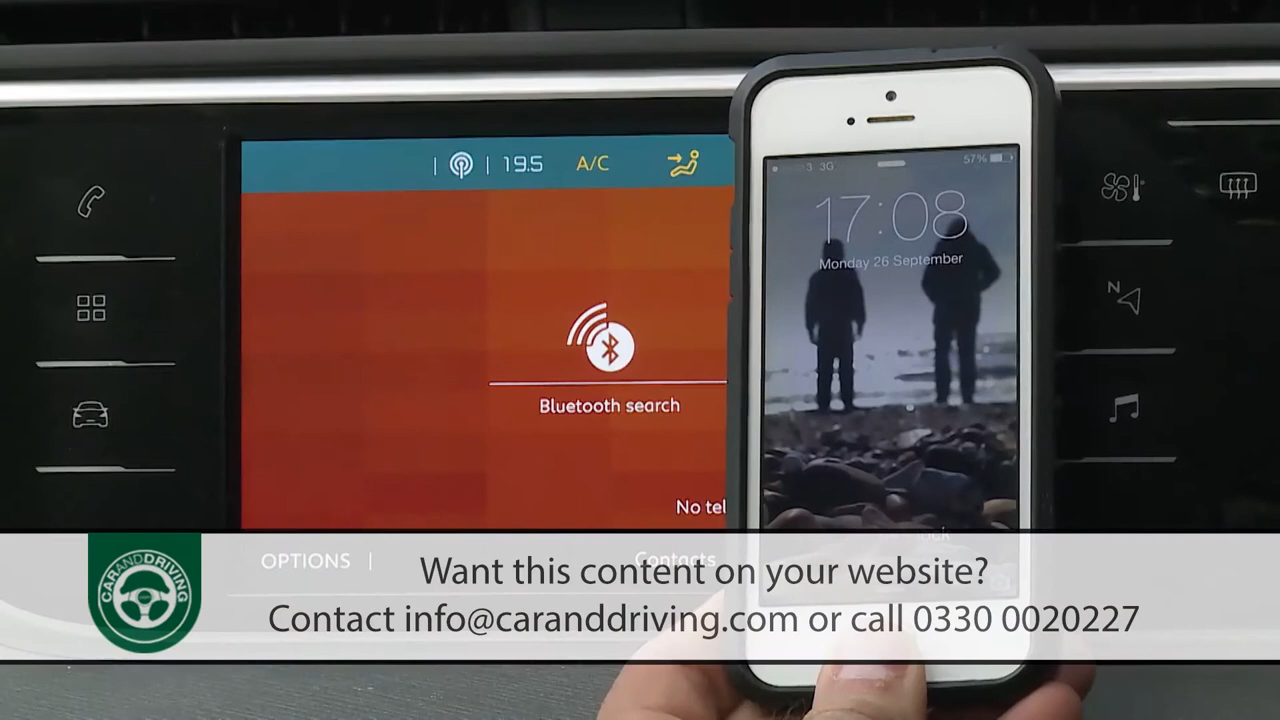 19.5 A/C
3 3G 57%
17:08
Monday 26 September
N
Bluetooth search
No tel
OPTIONS
Contacts
CARANDDRIVING
Want this content on your website?
Contact info@caranddriving.com or call 0330 0020227